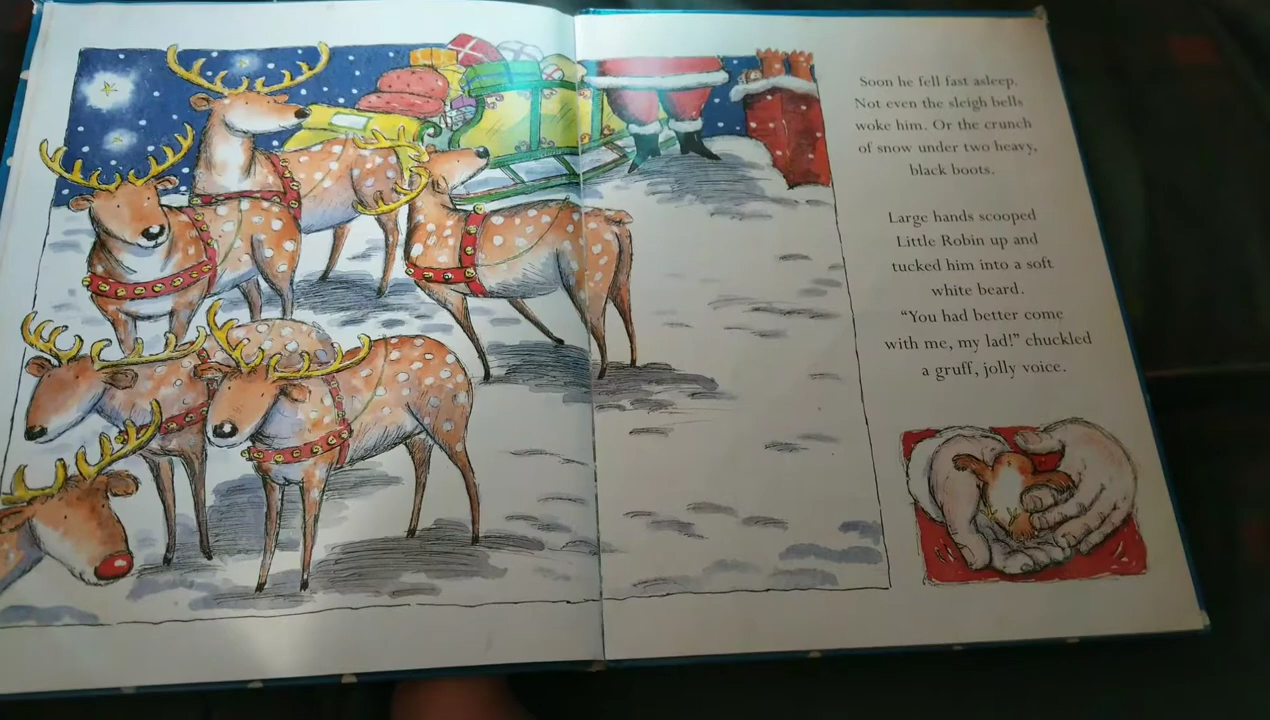 Soon he fell fast asleep.
Not even the sleigh bells
woke him. Or the crunch
of snow under two heavy,
black boots.
Large hands scooped
Little Robin up and
tucked him into a soft
white beard.
“You had better come
with me, my lad!” chuckled
a gruff, jolly voice.